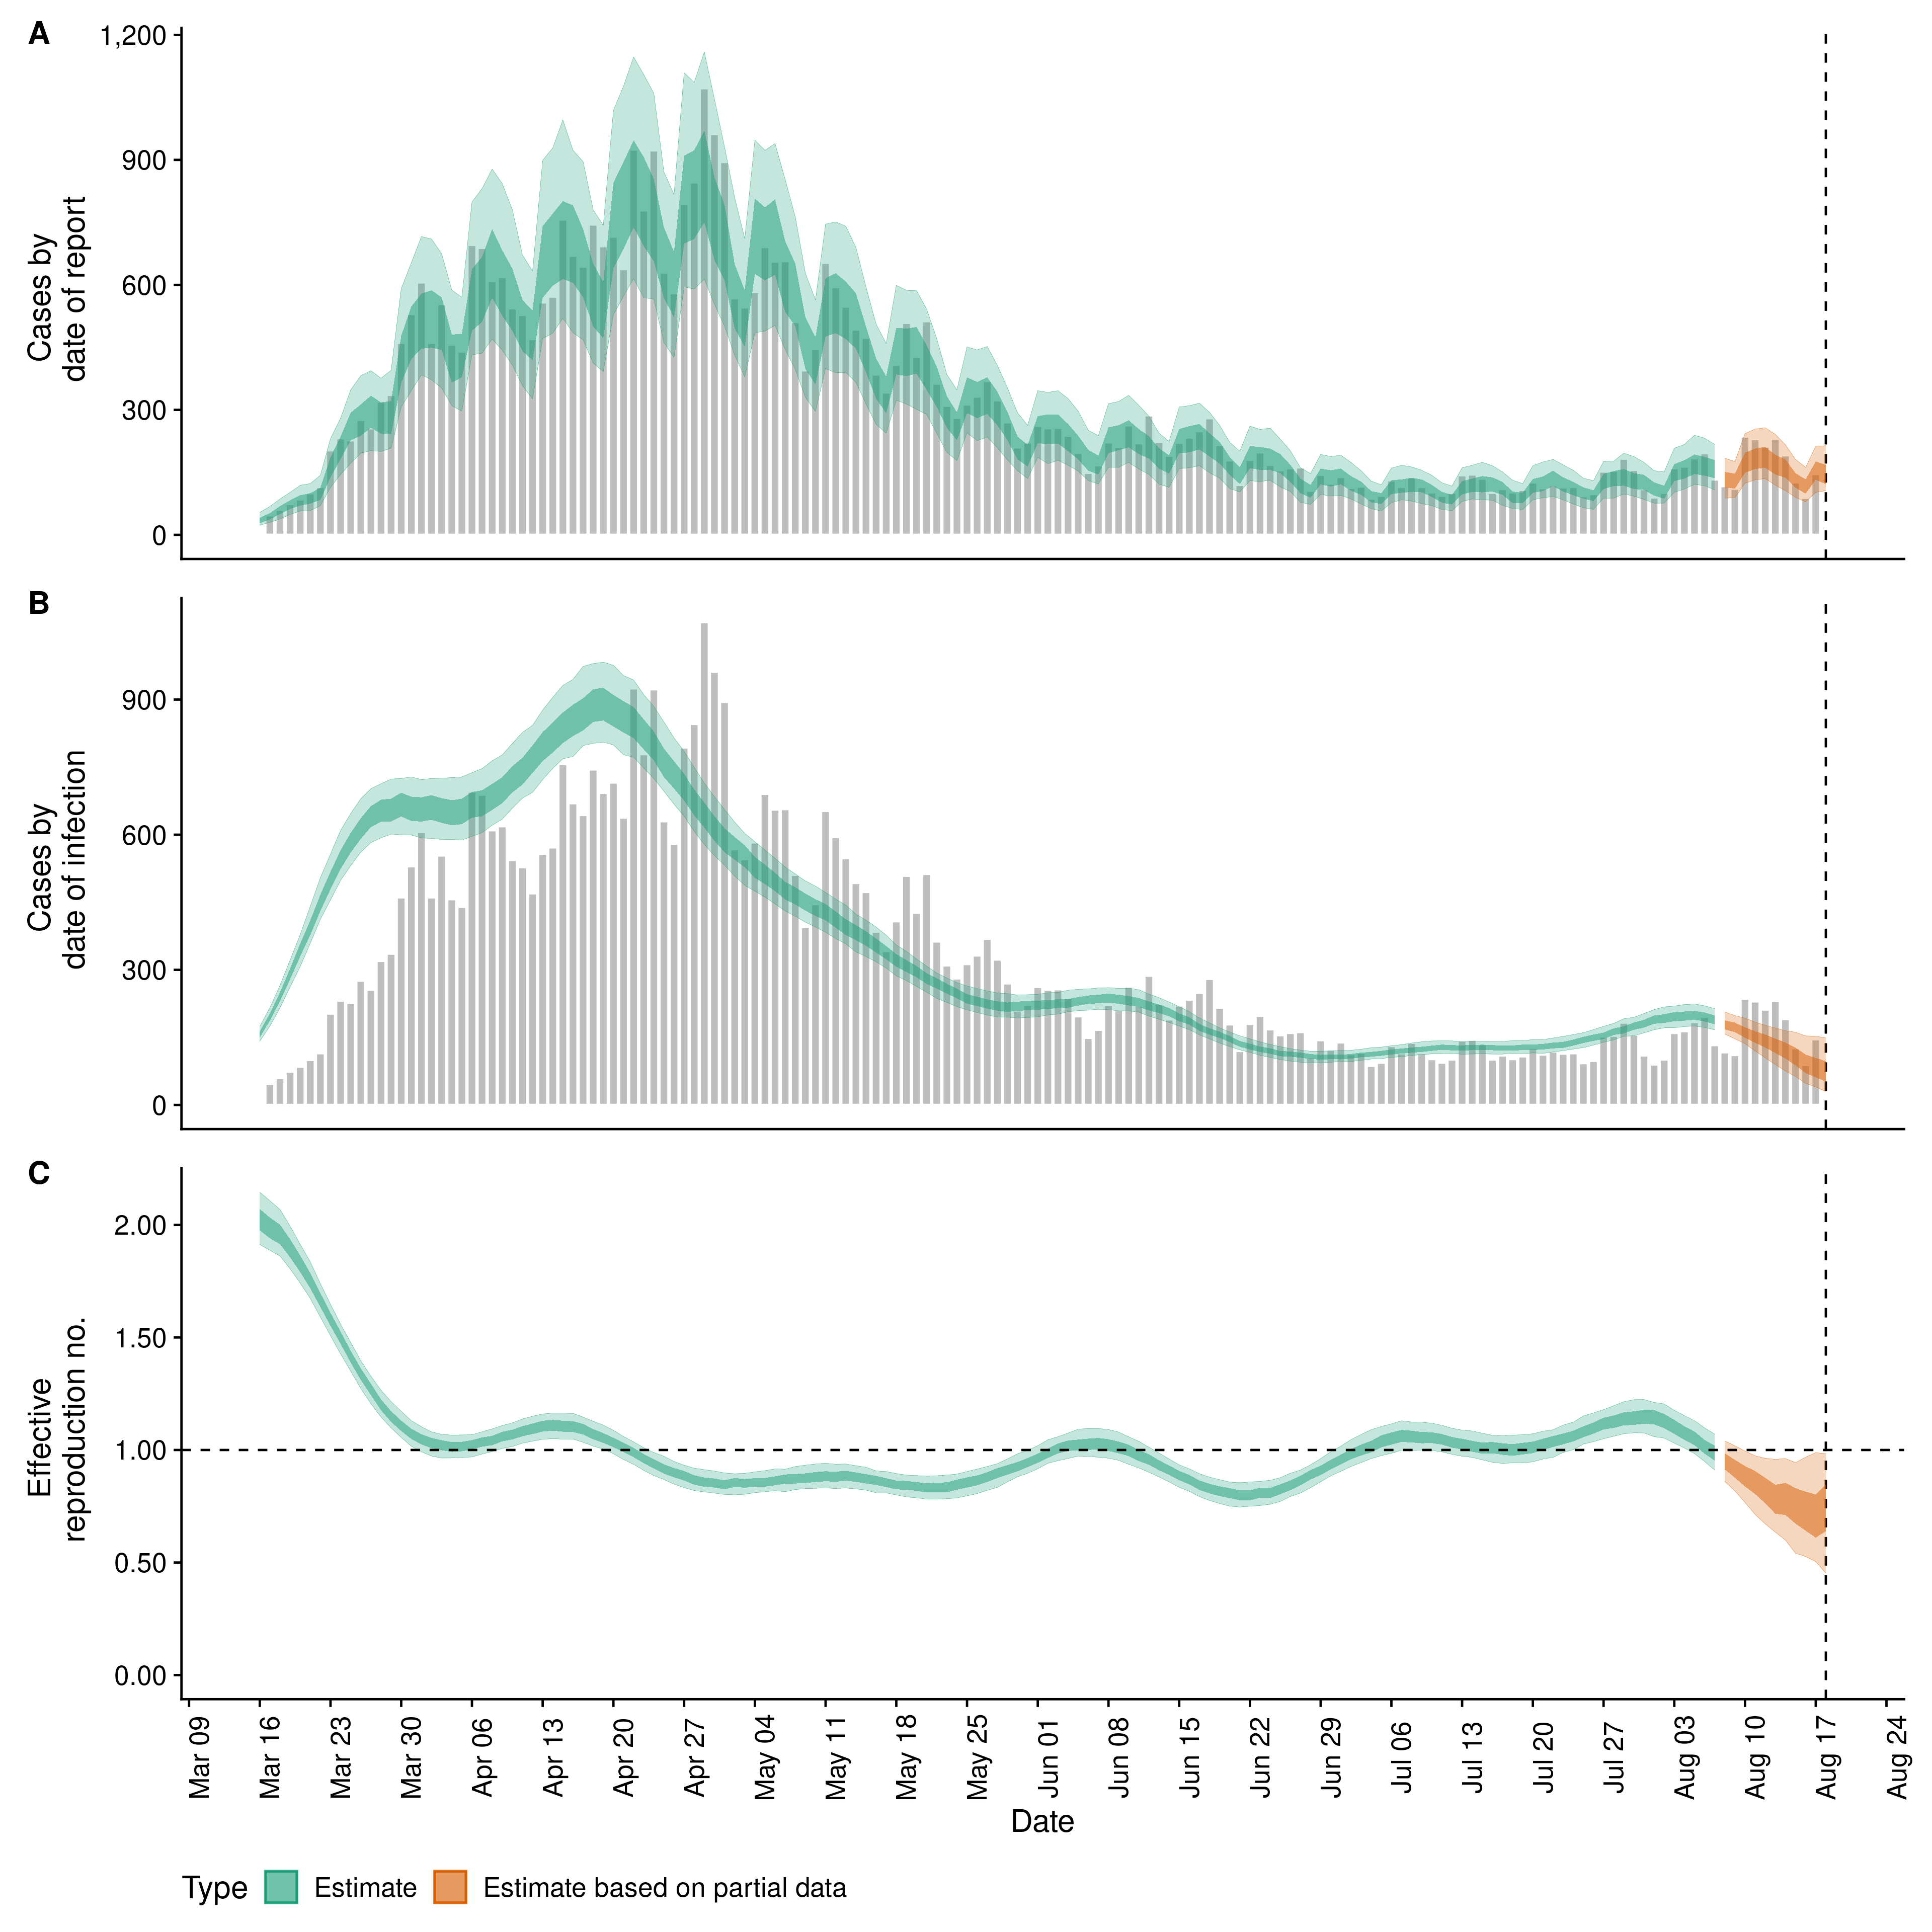 A
1,200
900
600
300
0
Cases by
date of report
B
900
600
300
0
Cases by
date of infection
C
2.00
1.50
1.00
0.50
0.00
Effective
reproduction no.
Mar 09
Mar 16
Mar 23
Mar 30
Apr 06
Apr 13
Apr 20
Apr 27
May 04
May 11
May 18
May 25
Jun 01
Jun 08
Jun 15
Jun 22
Jun 29
Jul 06
Jul 13
Jul 20
Jul 27
Aug 03
Aug 10
Aug 17
Aug 24
Date
Type Estimate Estimate based on partial data